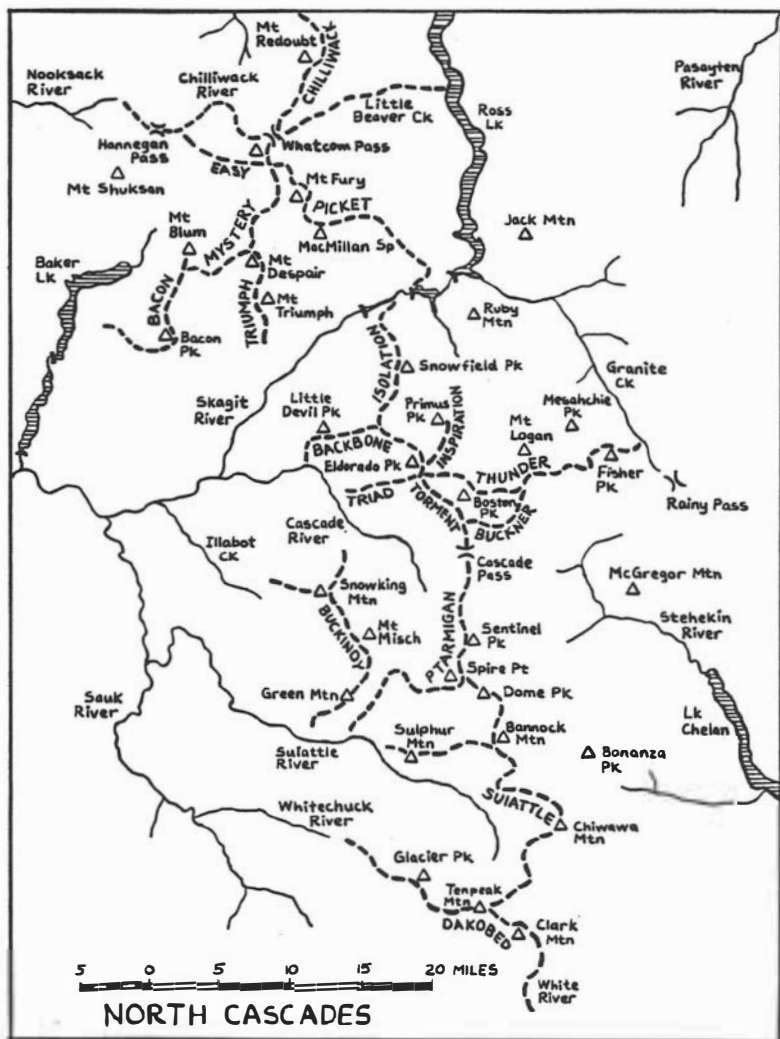 Mt
Redoubt
CHILLIWACK
Nooksack
River
Chilliwack
River
Little
Beaver Ck
Ross
Lk
Pasayten
River
Hannegan
Pass
Whatcom Pass
EASY
Mt Shuksan
Mt Fury
PICKET
Mt
Blum
MYSTERY
MacMillan Sp
Jack Mtn
Baker
Lk
Mt
Despair
BACON
TRIUMPH
Mt
Triumph
Bacon
Pk
Ruby
Mtn
ISOLATION
Snowfield Pk
Granite
Ck
Skagit
River
Little
Devil Pk
Primus
Pk
INSPIRATION
Mt
Logan
Mesahchie
Pk
BACKBONE
Eldorado Pk
THUNDER
Fisher
Pk
TRIAD
TORMENT
Boston
Pk
BUCKNER
Rainy Pass
Illabot
CK
Cascade
River
Cascade
Pass
McGregor Mtn
Snowking
Mtn
BUCKINDY
Mt
Misch
PTARMIGAN
Sentinel
Pk
Stehekin
River
Spire Pt
Green Mtn
Dome Pk
Sauk
River
Lk
Chelan
Sulphur
Mtn
Bannock
Mtn
Suiattle
River
Bonanza
Pk
SUIATTLE
Whitechuck
River
Chiwawa
Mtn
Glacier Pk
Tenpeak
Mtn
DAKOBED
Clark
Mtn
White
River
5 0 5 10 20 MILES
NORTH CASCADES